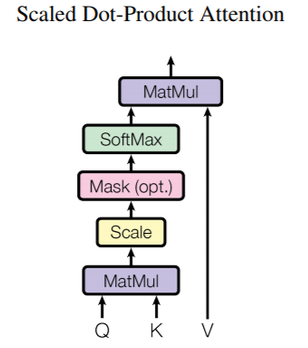 Scaled Dot-Product Attention
MatMul
SoftMax
Mask (opt.)
Scale
MatMul
Q K V